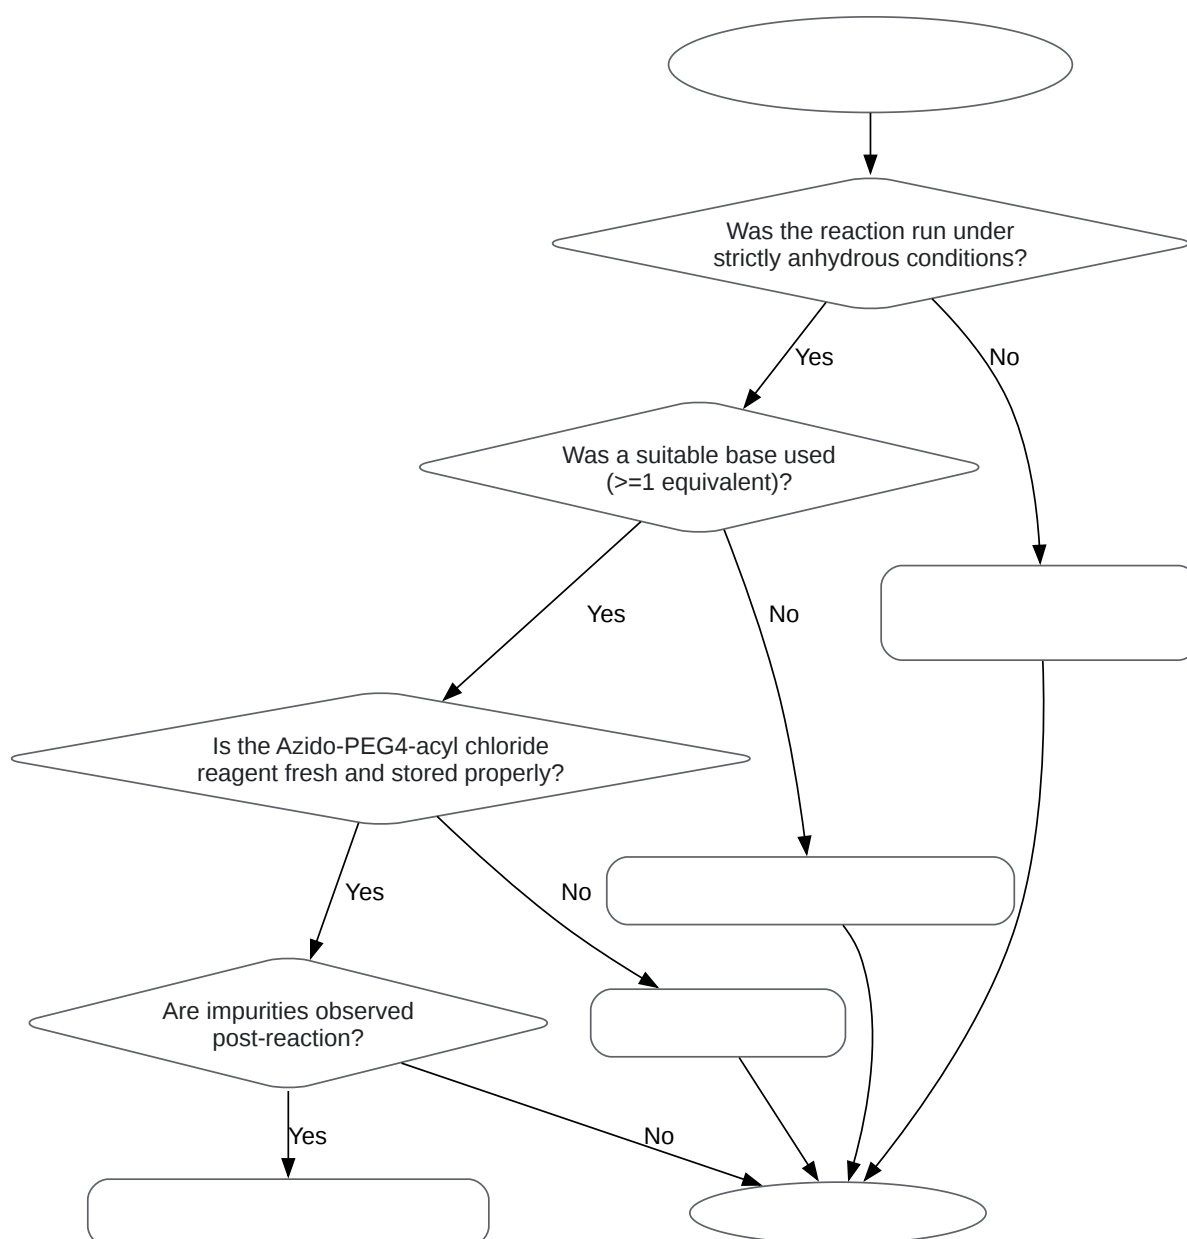 Was the reaction run under
strictly anhydrous conditions?
Yes
No
Was a suitable base used
(>=1 equivalent)?
Yes
No
Is the Azido-PEG4-acyl chloride
reagent fresh and stored properly?
Yes
No
Are impurities observed
post-reaction?
Yes
No